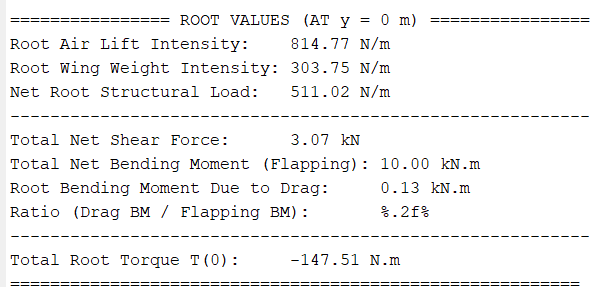 ================ ROOT VALUES (AT y = 0 m) ================
Root Air Lift Intensity:    814.77 N/m
Root Wing Weight Intensity: 303.75 N/m
Net Root Structural Load:   511.02 N/m
----------------------------------------------------------
Total Net Shear Force:      3.07 kN
Total Net Bending Moment (Flapping): 10.00 kN.m
Root Bending Moment Due to Drag:     0.13 kN.m
Ratio (Drag BM / Flapping BM):       %.2f%
----------------------------------------------------------
Total Root Torque T(0):     -147.51 N.m
=========================================================